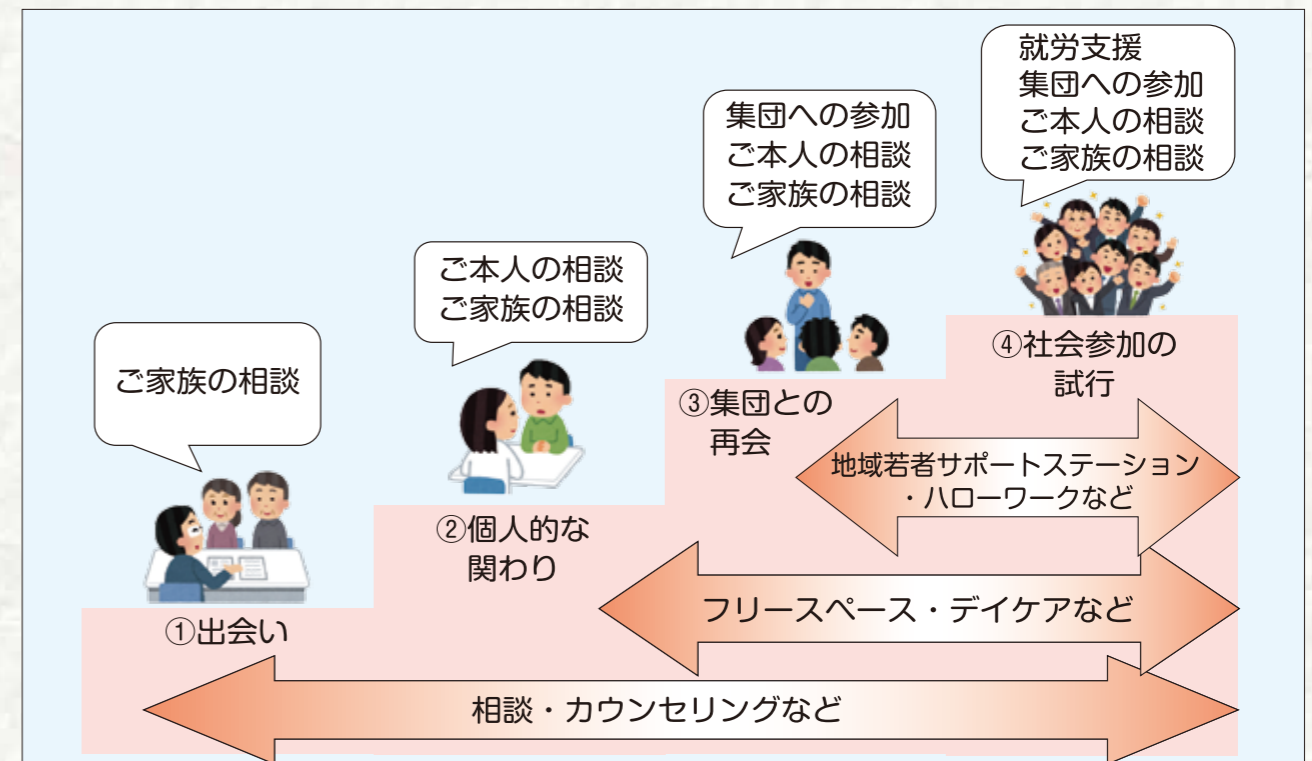 ご家族の相談
①出会い
ご本人の相談
ご家族の相談
②個人的な
関わり
集団への参加
ご本人の相談
ご家族の相談
③集団との
再会
就労支援
集団への参加
ご本人の相談
ご家族の相談
④社会参加の
試行
地域若者サポートステーション
・ハローワークなど
フリースペース・デイケアなど
相談・カウンセリングなど